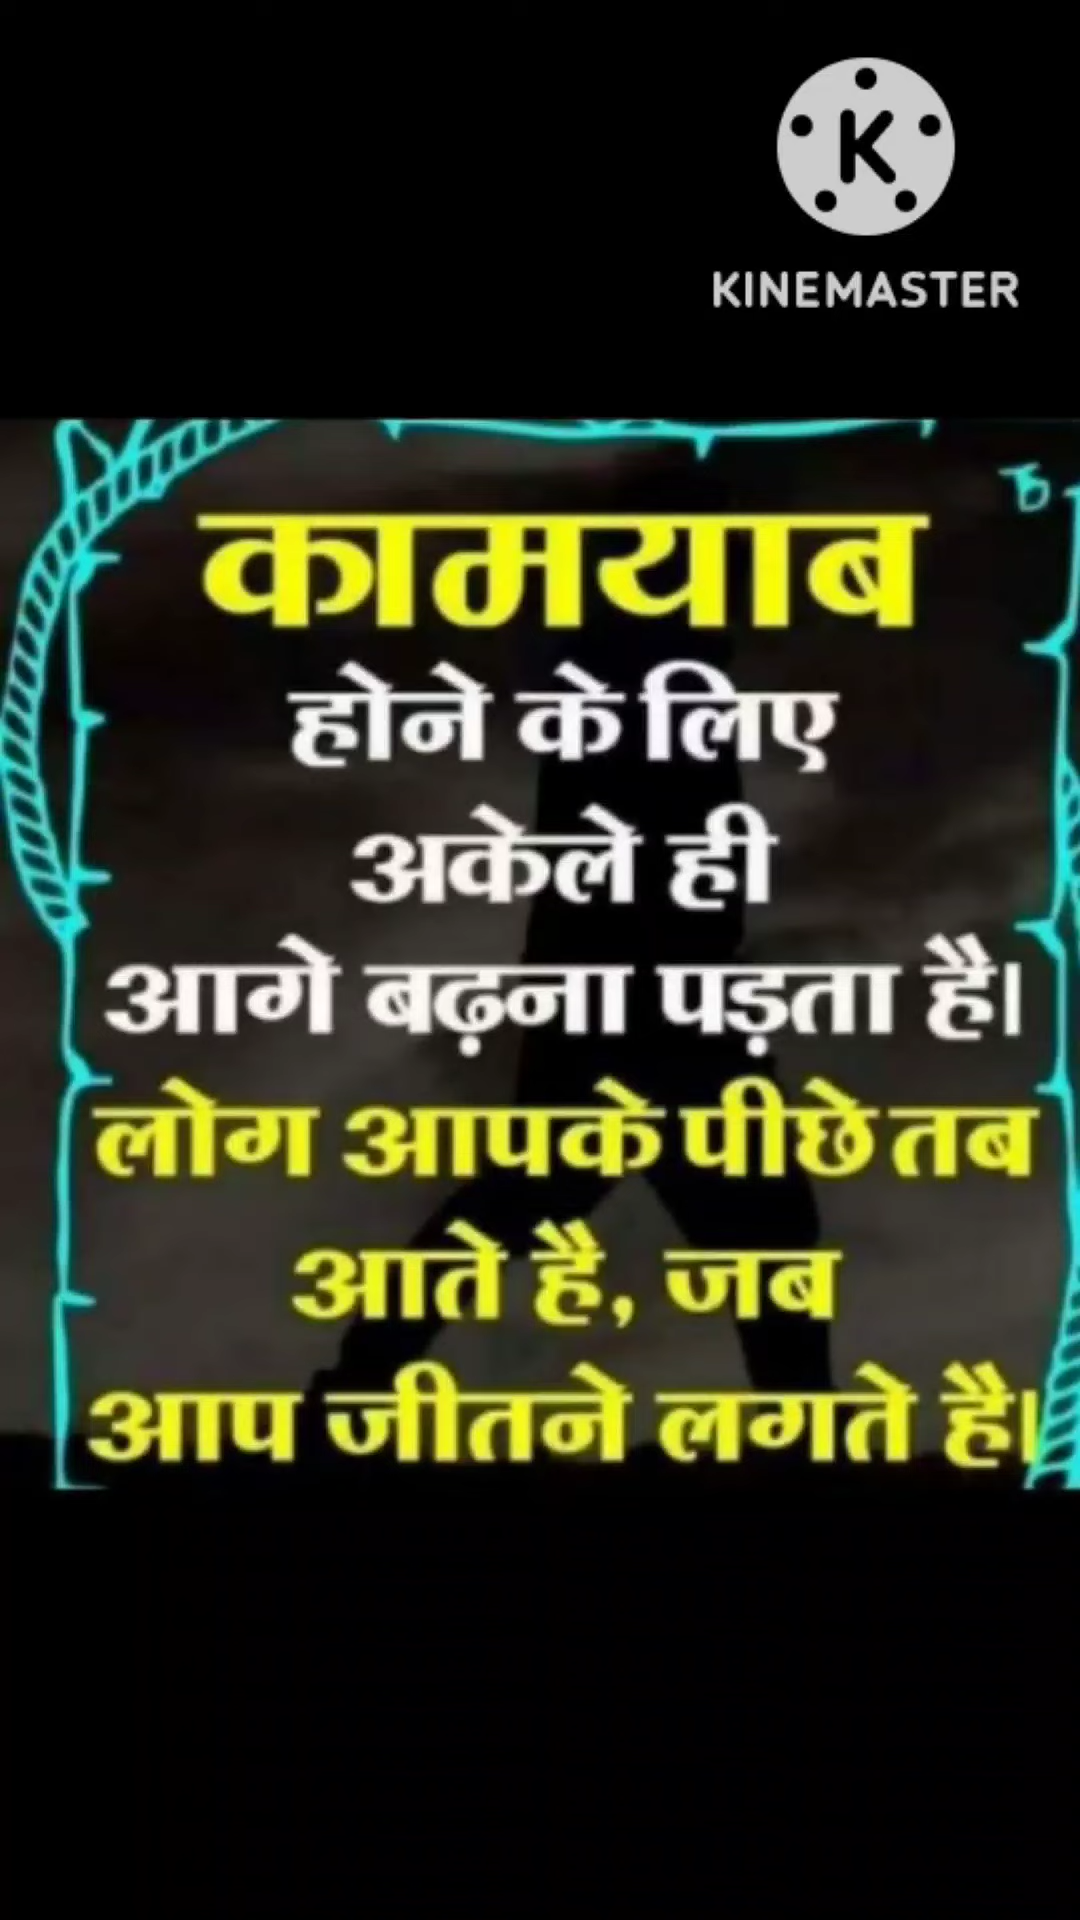 K
KINEMASTER
कामयाब
होने के लिए
अकेले ही
आगे बढ़ना पड़ता हैं।
लोग आपके पीछे तब
आते हैं, जब
आप जीतने लगते हैं।